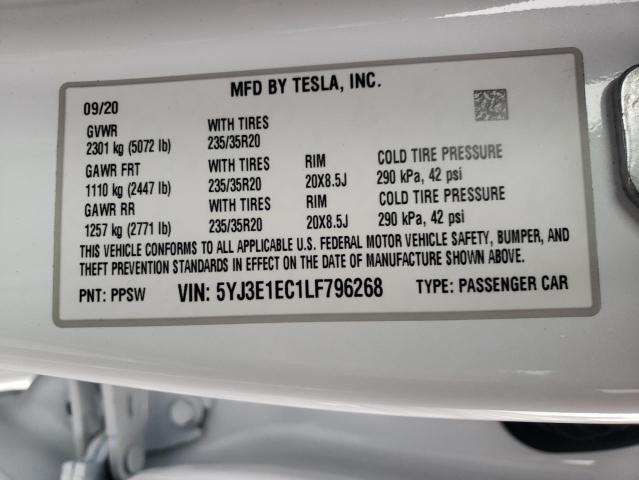 MFD BY TESLA, INC.
09/20
GVWR WITH TIRES
2301 kg (5072 lb) 235/35R20
GAWR FRT WITH TIRES RIM COLD TIRE PRESSURE
1110 kg (2447 lb) 235/35R20 20X8.5J 290 kPa, 42 psi
GAWR RR WITH TIRES RIM COLD TIRE PRESSURE
1257 kg (2771 lb) 235/35R20 20X8.5J 290 kPa, 42 psi
THIS VEHICLE CONFORMS TO ALL APPLICABLE U.S. FEDERAL MOTOR VEHICLE SAFETY, BUMPER, AND
THEFT PREVENTION STANDARDS IN EFFECT ON THE DATE OF MANUFACTURE SHOWN ABOVE.
PNT: PPSW VIN: 5YJ3E1EC1LF796268 TYPE: PASSENGER CAR